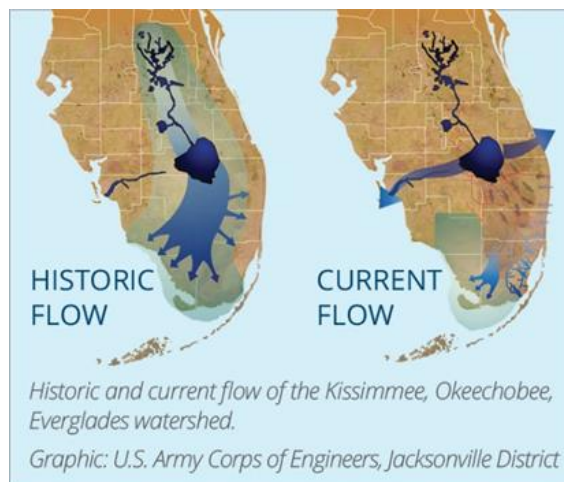 HISTORIC
FLOW
CURRENT
FLOW
Historic and current flow of the Kissimmee, Okeechobee,
Everglades watershed.
Graphic: U.S. Army Corps of Engineers, Jacksonville District